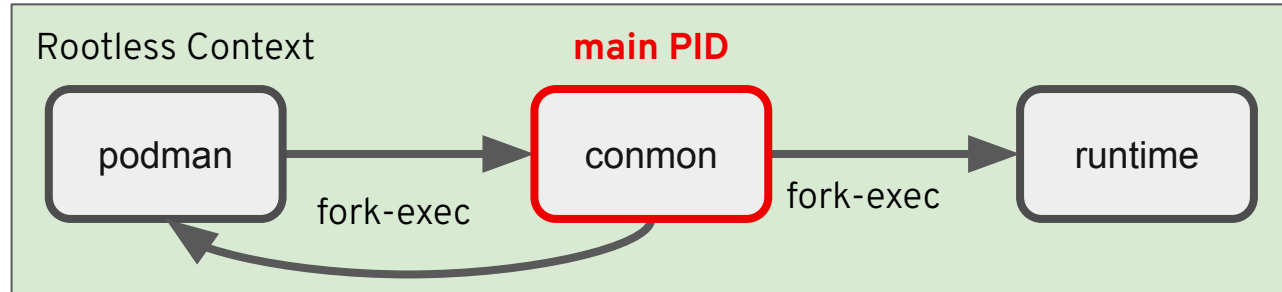 Rootless Context
main PID
podman
conmon
runtime
fork-exec
fork-exec